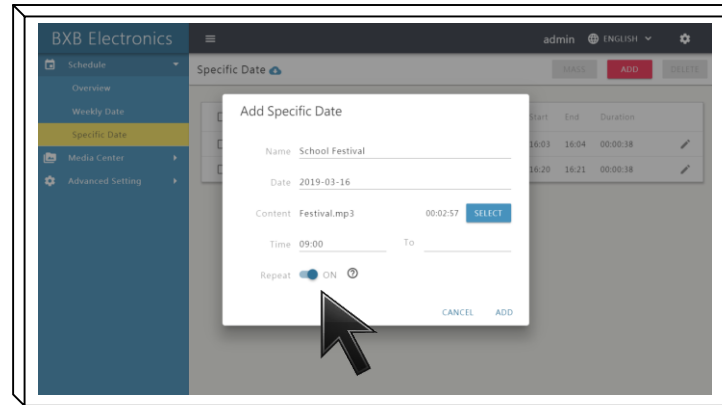 BXB Electronics
admin ENGLISH
Schedule
Specific Date
MASS ADD DELETE
Overview
Weekly Date
Specific Date
Media Center
Advanced Setting
Start End Duration
16:03 16:04 00:00:38
16:20 16:21 00:00:38
Add Specific Date
Name School Festival
Date 2019-03-16
Content Festival.mp3 00:02:57 SELECT
Time 09:00 To
Repeat ON
CANCEL ADD